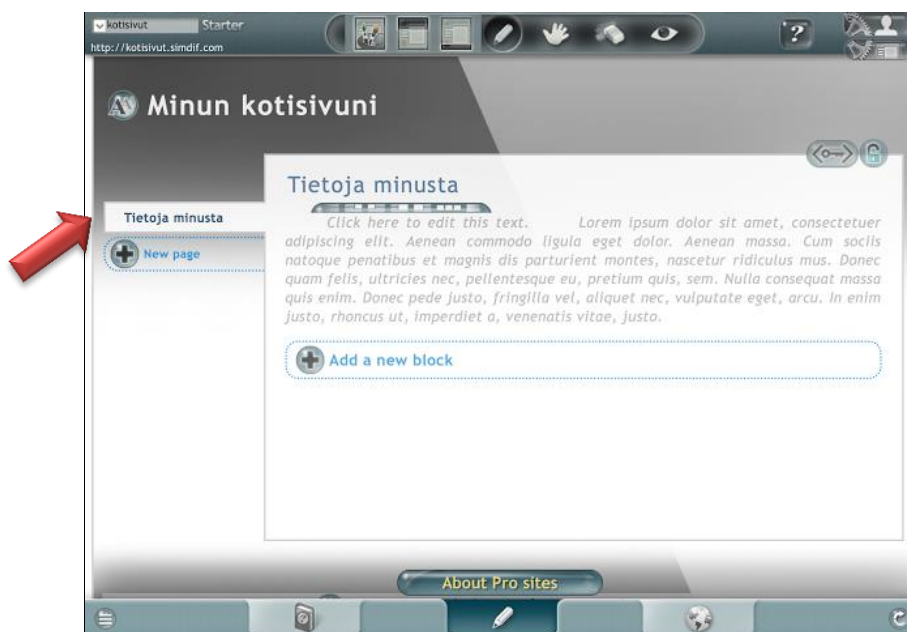 kotisivut Starter
http://kotisivut.simdif.com
?
Minun kotisivuni
Tietoja minusta
Tietoja minusta
New page
Click here to edit this text. Lorem ipsum dolor sit amet, consectetuer
adipiscing elit. Aenean commodo ligula eget dolor. Aenean massa. Cum sociis
natoque penatibus et magnis dis parturient montes, nascetur ridiculus mus. Donec
quam felis, ultricies nec, pellentesque eu, pretium quis, sem. Nulla consequat massa
quis enim. Donec pede justo, fringilla vel, aliquet nec, vulputate eget, arcu. In enim
justo, rhoncus ut, imperdiet a, venenatis vitae, justo.
Add a new block
About Pro sites